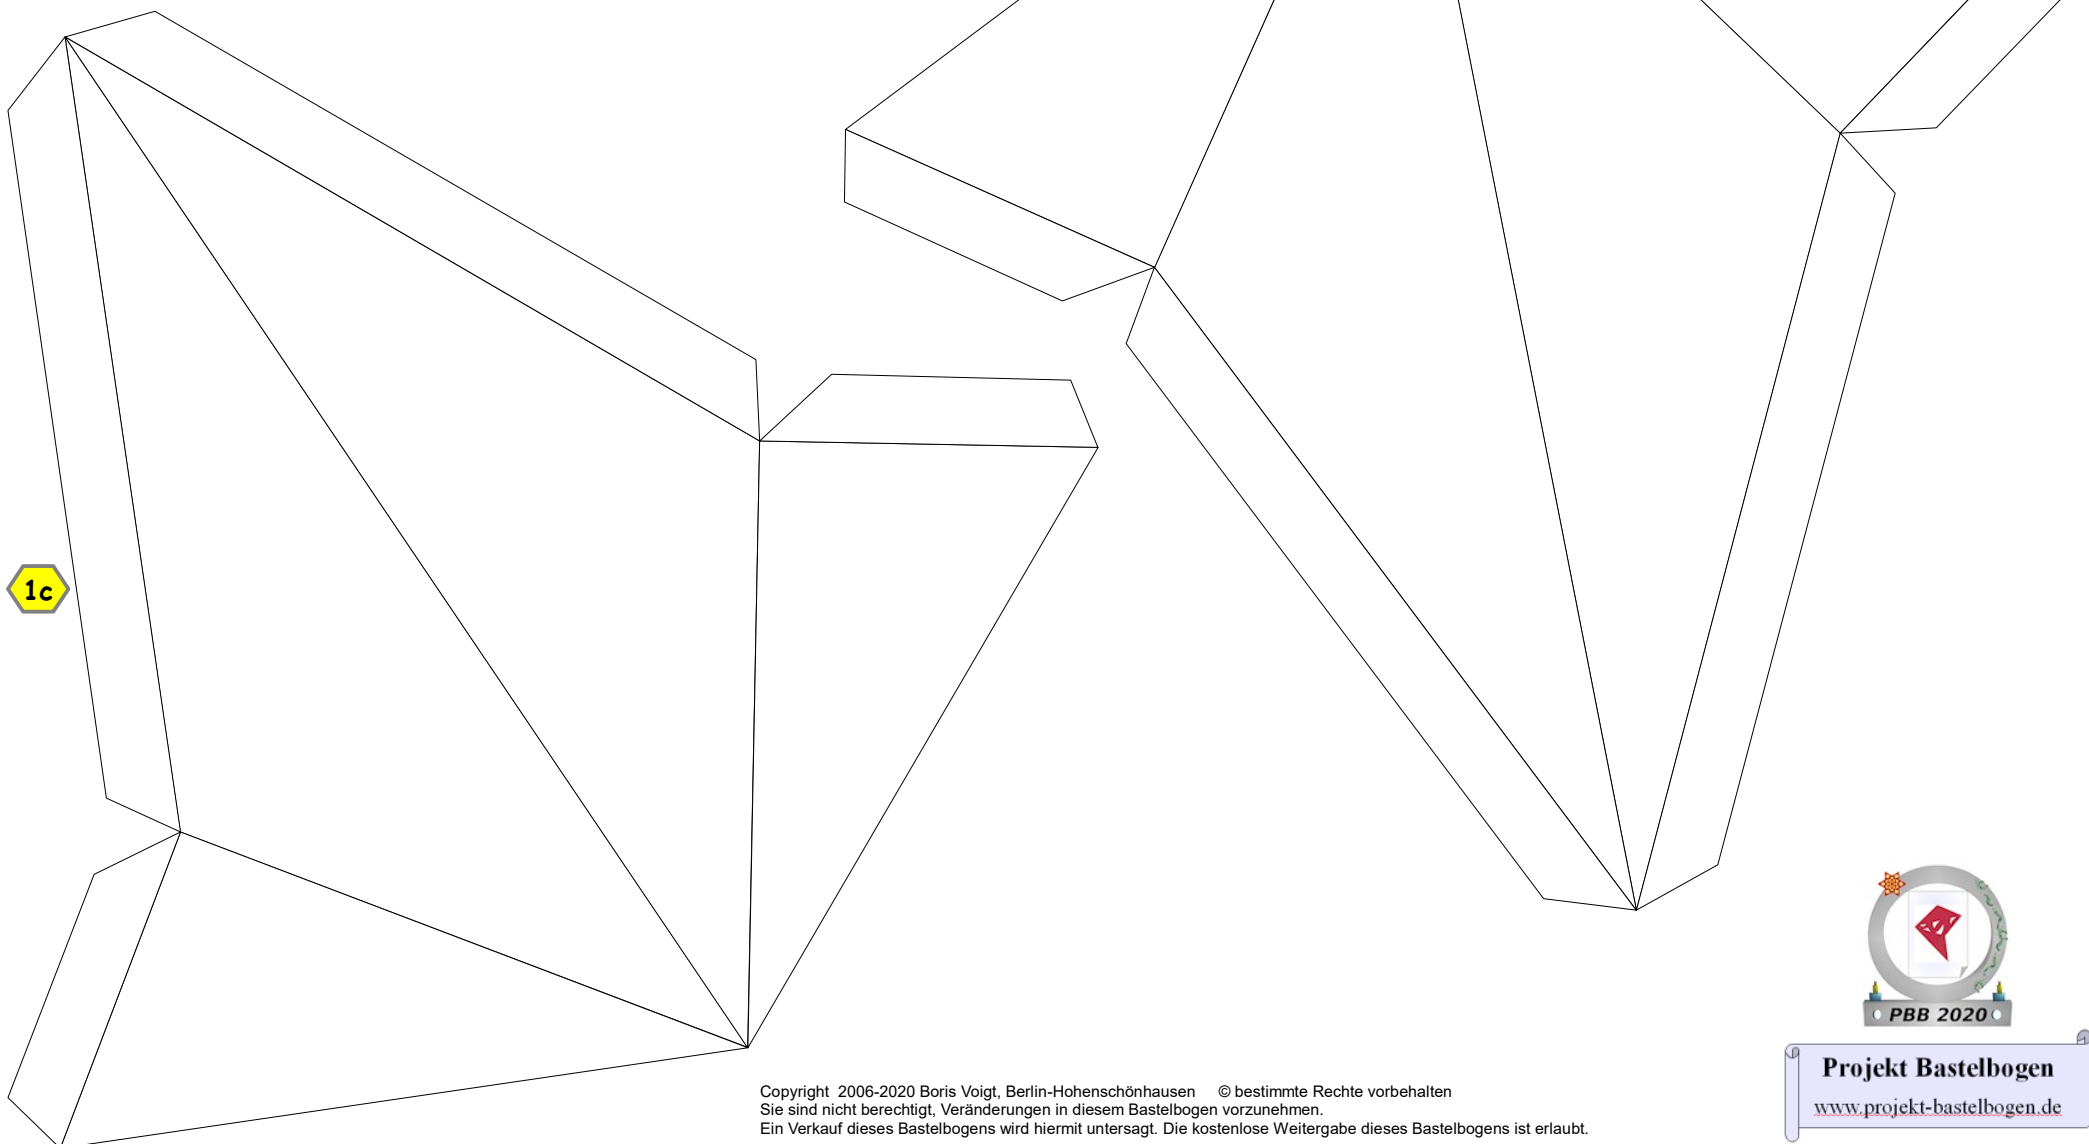 1c
PBB 2020
Projekt Bastelbogen
www.projekt-bastelbogen.de
Copyright 2006-2020 Boris Voigt, Berlin-Hohenschönhausen © bestimmte Rechte vorbehalten
Sie sind nicht berechtigt, Veränderungen in diesem Bastelbogen vorzunehmen.
Ein Verkauf dieses Bastelbogens wird hiermit untersagt. Die kostenlose Weitergabe dieses Bastelbogens ist erlaubt.